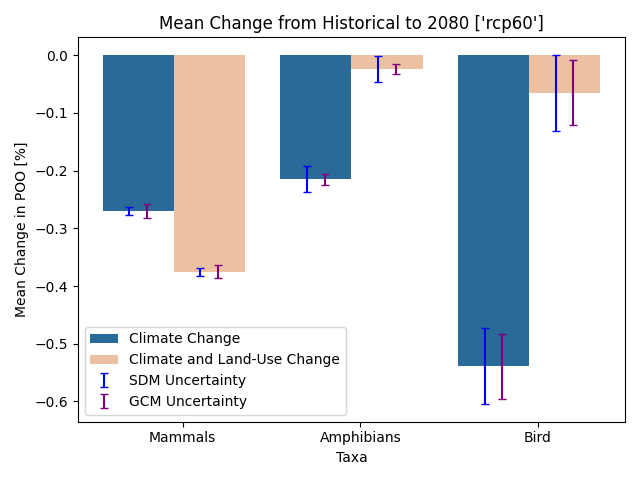 Mean Change from Historical to 2080 ['rcp60']
Mean Change in POO [%]
0.0
−0.1
−0.2
−0.3
−0.4
−0.5
−0.6
Climate Change
Climate and Land-Use Change
SDM Uncertainty
GCM Uncertainty
Mammals
Amphibians
Bird
Taxa